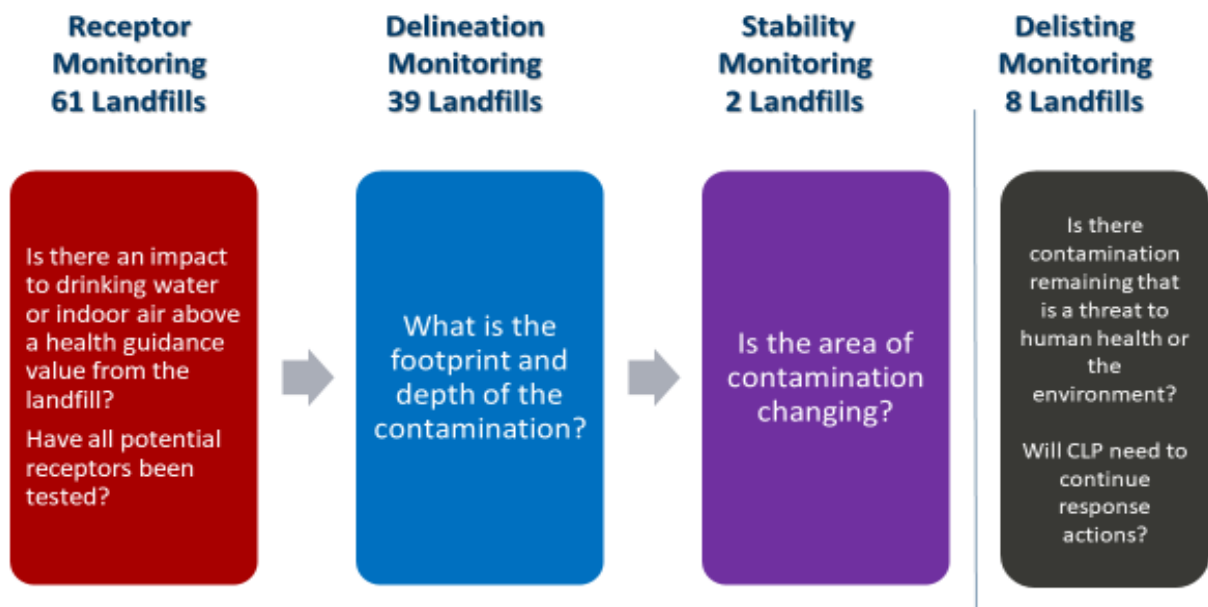 Receptor
Monitoring
61 Landfills
Delineation
Monitoring
39 Landfills
Stability
Monitoring
2 Landfills
Delisting
Monitoring
8 Landfills
Is there an impact
to drinking water
or indoor air above
a health guidance
value from the
landfill?
Have all potential
receptors been
tested?
What is the
footprint and
depth of the
contamination?
Is the area of
contamination
changing?
Is there
contamination
remaining that
is a threat to
human health or
the
environment?
Will CLP need to
continue
response
actions?